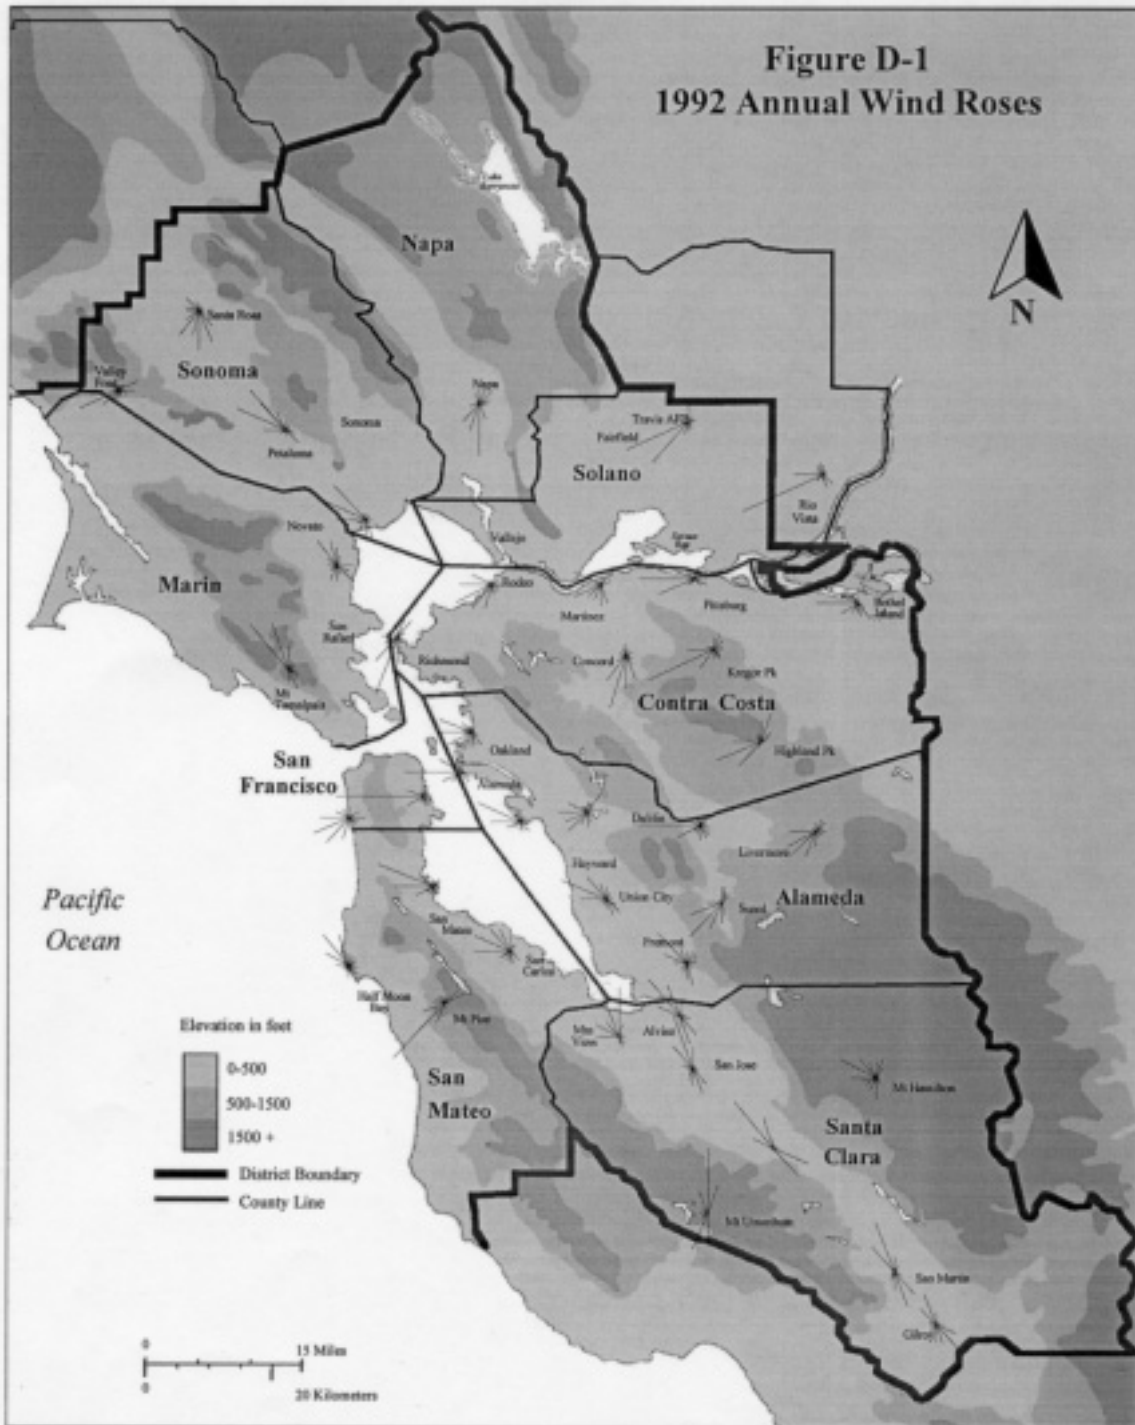 Figure D-1
1992 Annual Wind Roses
Lake
Napa
N
Santa Rosa
Sonoma
Valley
Ford
Napa
Sonoma
Petaluma
Travis AFB
Fairfield
Solano
Rio
Vista
Novato
Vallejo
Marin
Rodeo
Martinez
Pittsburg
Bethel
Island
San
Rafael
Richmond
Concord
Kregor Pk
Mt
Tamalpais
Contra Costa
Highland Pk
Oakland
San
Francisco
Alameda
Dublin
Livermore
Hayward
Union City
Alameda
Sunol
Pacific
Ocean
San
Mateo
San
Carlos
Fremont
Half Moon
Bay
Mt Pise
Elevation in feet
0-500
500-1500
1500 +
District Boundary
County Line
Mtn
View
Alviso
San Jose
San
Mateo
Mt Hamilton
Santa
Clara
Mt Umunhum
San Martin
Gilroy
0
15 Miles
0
20 Kilometers